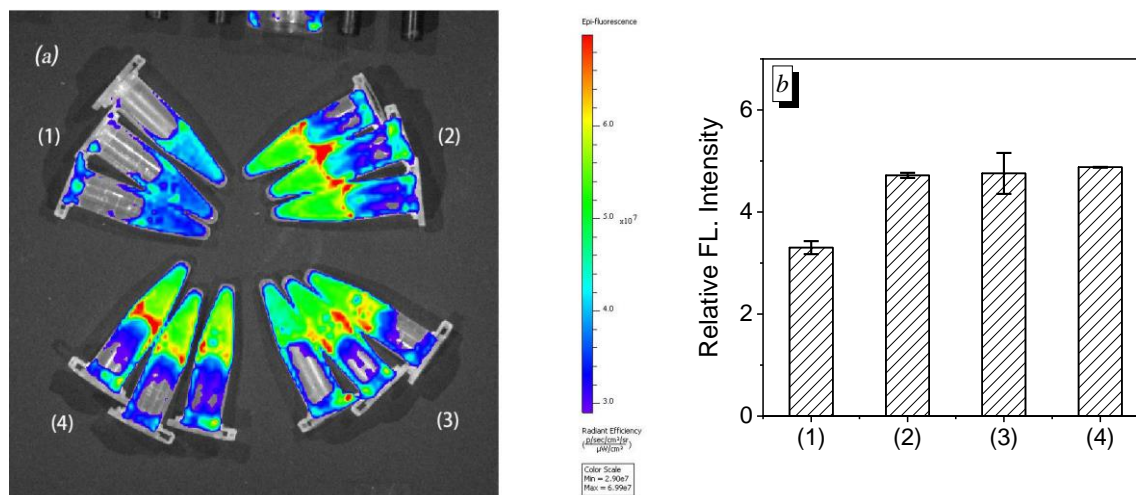 (a)
(1)
(2)
(4)
(3)
Epi-fluorescence
6.0
5.0
x10⁷
4.0
3.0
Radiant Efficiency
(p/sec/cm²/sr
µW/cm²)
Color Scale
Min = 2.90e7
Max = 6.99e7
b
Relative FL. Intensity
6
4
2
0
(1) (2) (3) (4)